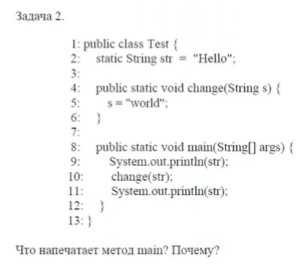 Задача 2.
1: public class Test {
2: static String str = "Hello";
3:
4: public static void change(String s) {
5: s = "world";
6: }
7:
8: public static void main(String[] args) {
9: System.out.println(str);
10: change(str);
11: System.out.println(str);
12: }
13: }
Что напечатает метод main? Почему?